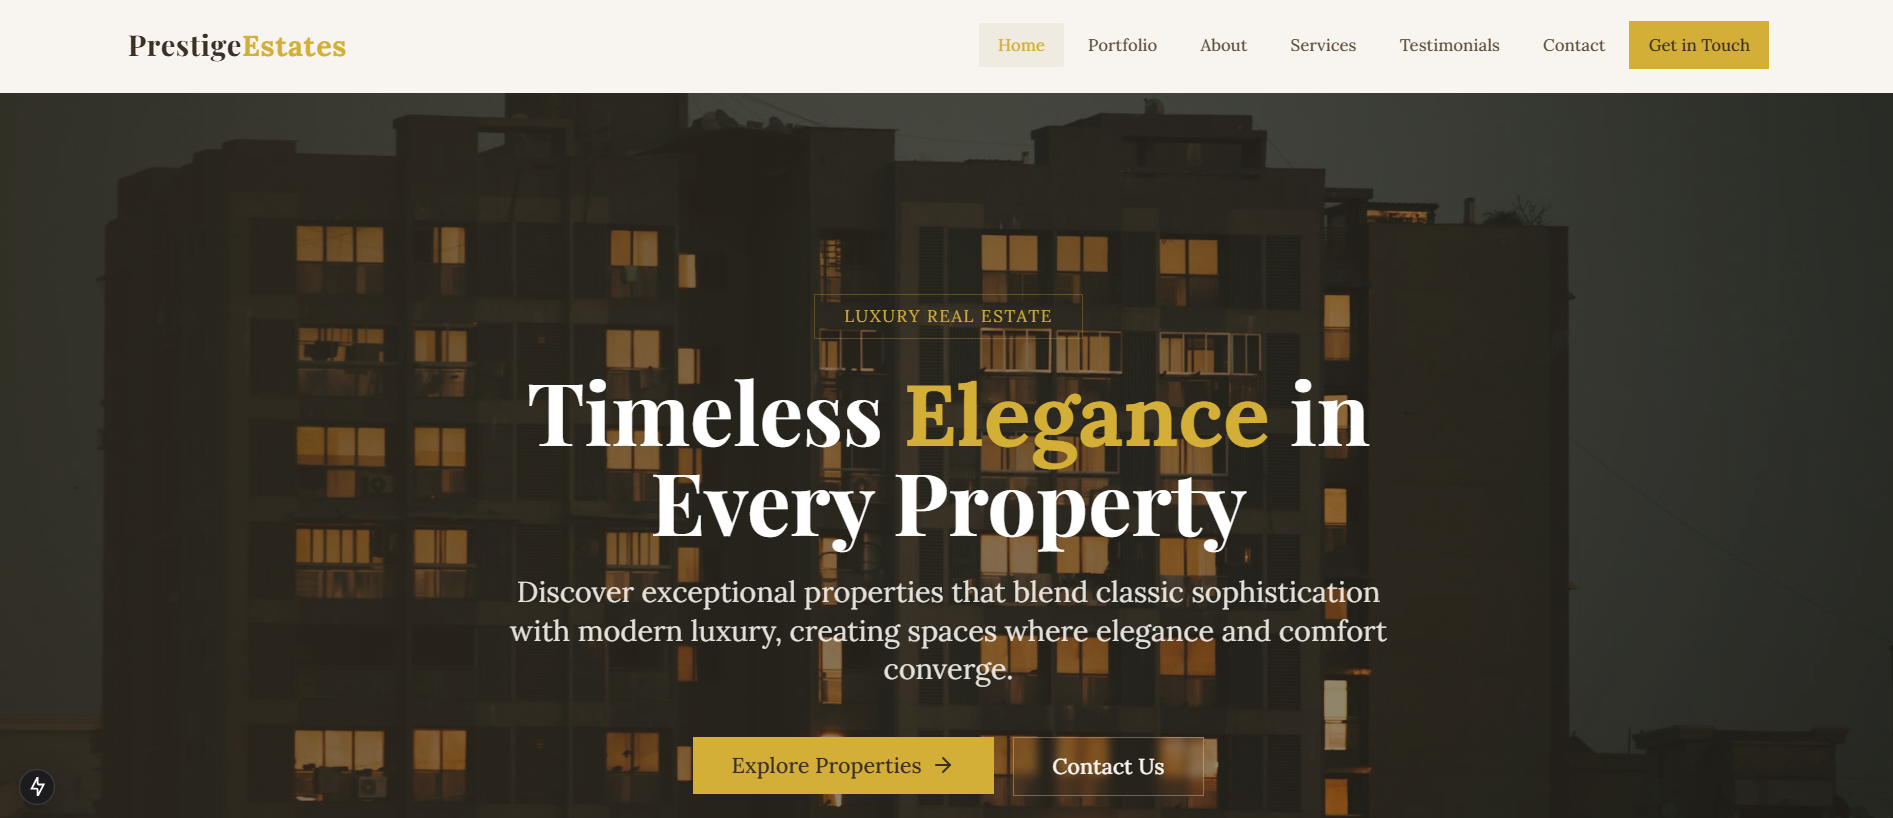 PrestigeEstates
Home
Portfolio
About
Services
Testimonials
Contact
Get in Touch
LUXURY REAL ESTATE
Timeless Elegance in
Every Property
Discover exceptional properties that blend classic sophistication
with modern luxury, creating spaces where elegance and comfort
converge.
Explore Properties
Contact Us